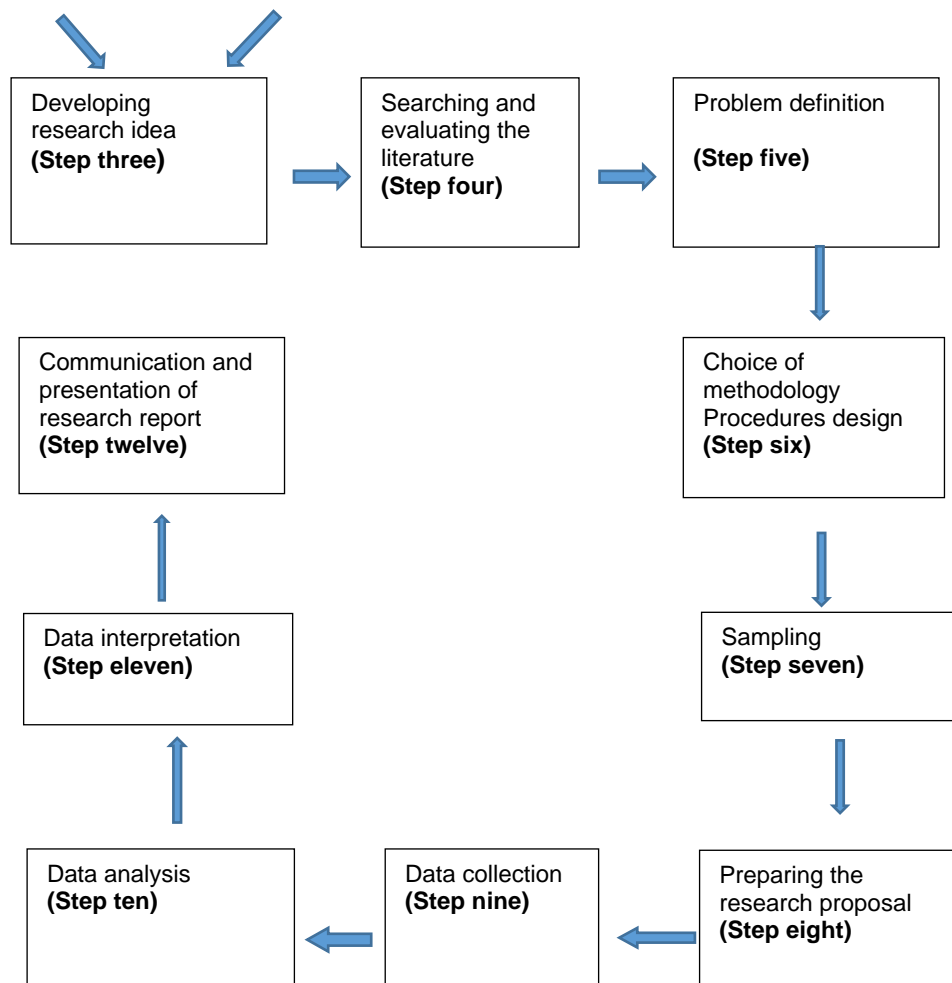 Developing
research idea
(Step three)
Searching and
evaluating the
literature
(Step four)
Problem definition
(Step five)
Choice of
methodology
Procedures design
(Step six)
Sampling
(Step seven)
Preparing the
research proposal
(Step eight)
Data collection
(Step nine)
Data analysis
(Step ten)
Data interpretation
(Step eleven)
Communication and
presentation of
research report
(Step twelve)